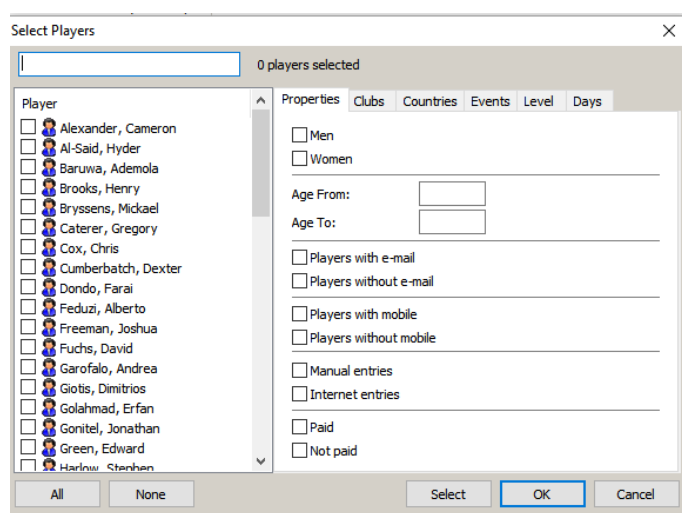 Select Players
0 players selected
Player
Alexander, Cameron
Al-Said, Hyder
Baruwa, Ademola
Brooks, Henry
Bryssens, Mickael
Caterer, Gregory
Cox, Chris
Cumberbatch, Dexter
Dondo, Farai
Feduzi, Alberto
Freeman, Joshua
Fuchs, David
Garofalo, Andrea
Giotis, Dimitrios
Golahmad, Erfan
Gonitel, Jonathan
Green, Edward
Harlow, Stephen
Properties Clubs Countries Events Level Days
Men
Women
Age From:
Age To:
Players with e-mail
Players without e-mail
Players with mobile
Players without mobile
Manual entries
Internet entries
Paid
Not paid
All None Select OK Cancel